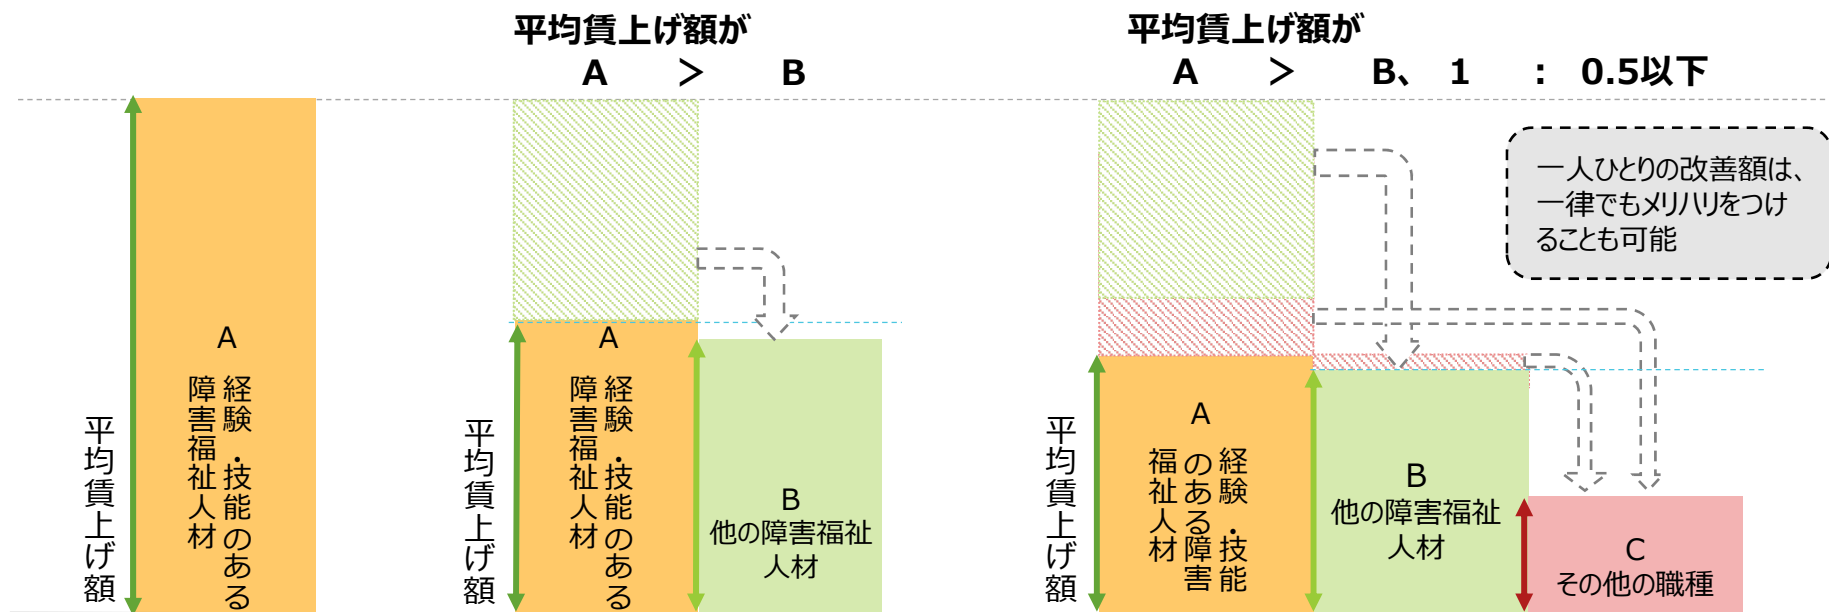 平均賃上げ額が
A ＞ B
平均賃上げ額が
A ＞ B、 1 : 0.5以下
一人ひとりの改善額は、
一律でもメリハリをつけ
ることも可能
平均賃上げ額
A
経験・技能のある
障害福祉人材
平均賃上げ額
A
経験・技能のある
障害福祉人材
B
他の障害福祉
人材
平均賃上げ額
A
経験・技能
のある障害
福祉人材
B
他の障害福祉
人材
C
その他の職種